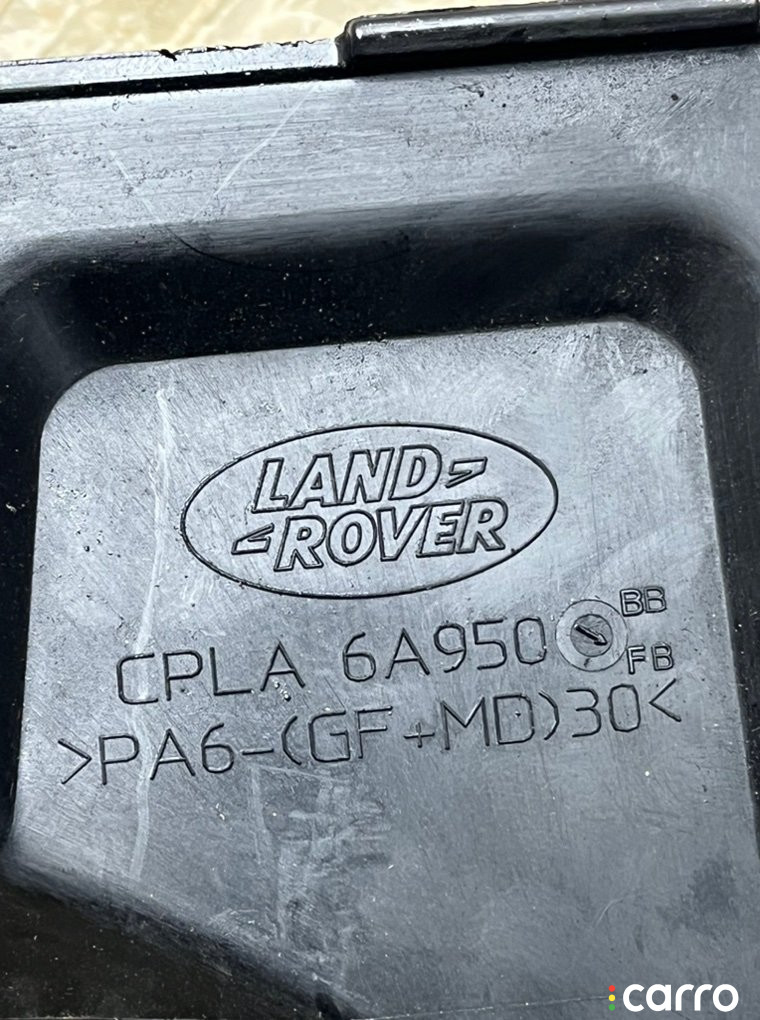 LAND
ROVER
BB
CPLA 6A950
FB
>PA6-(GF+MD)30<
carro